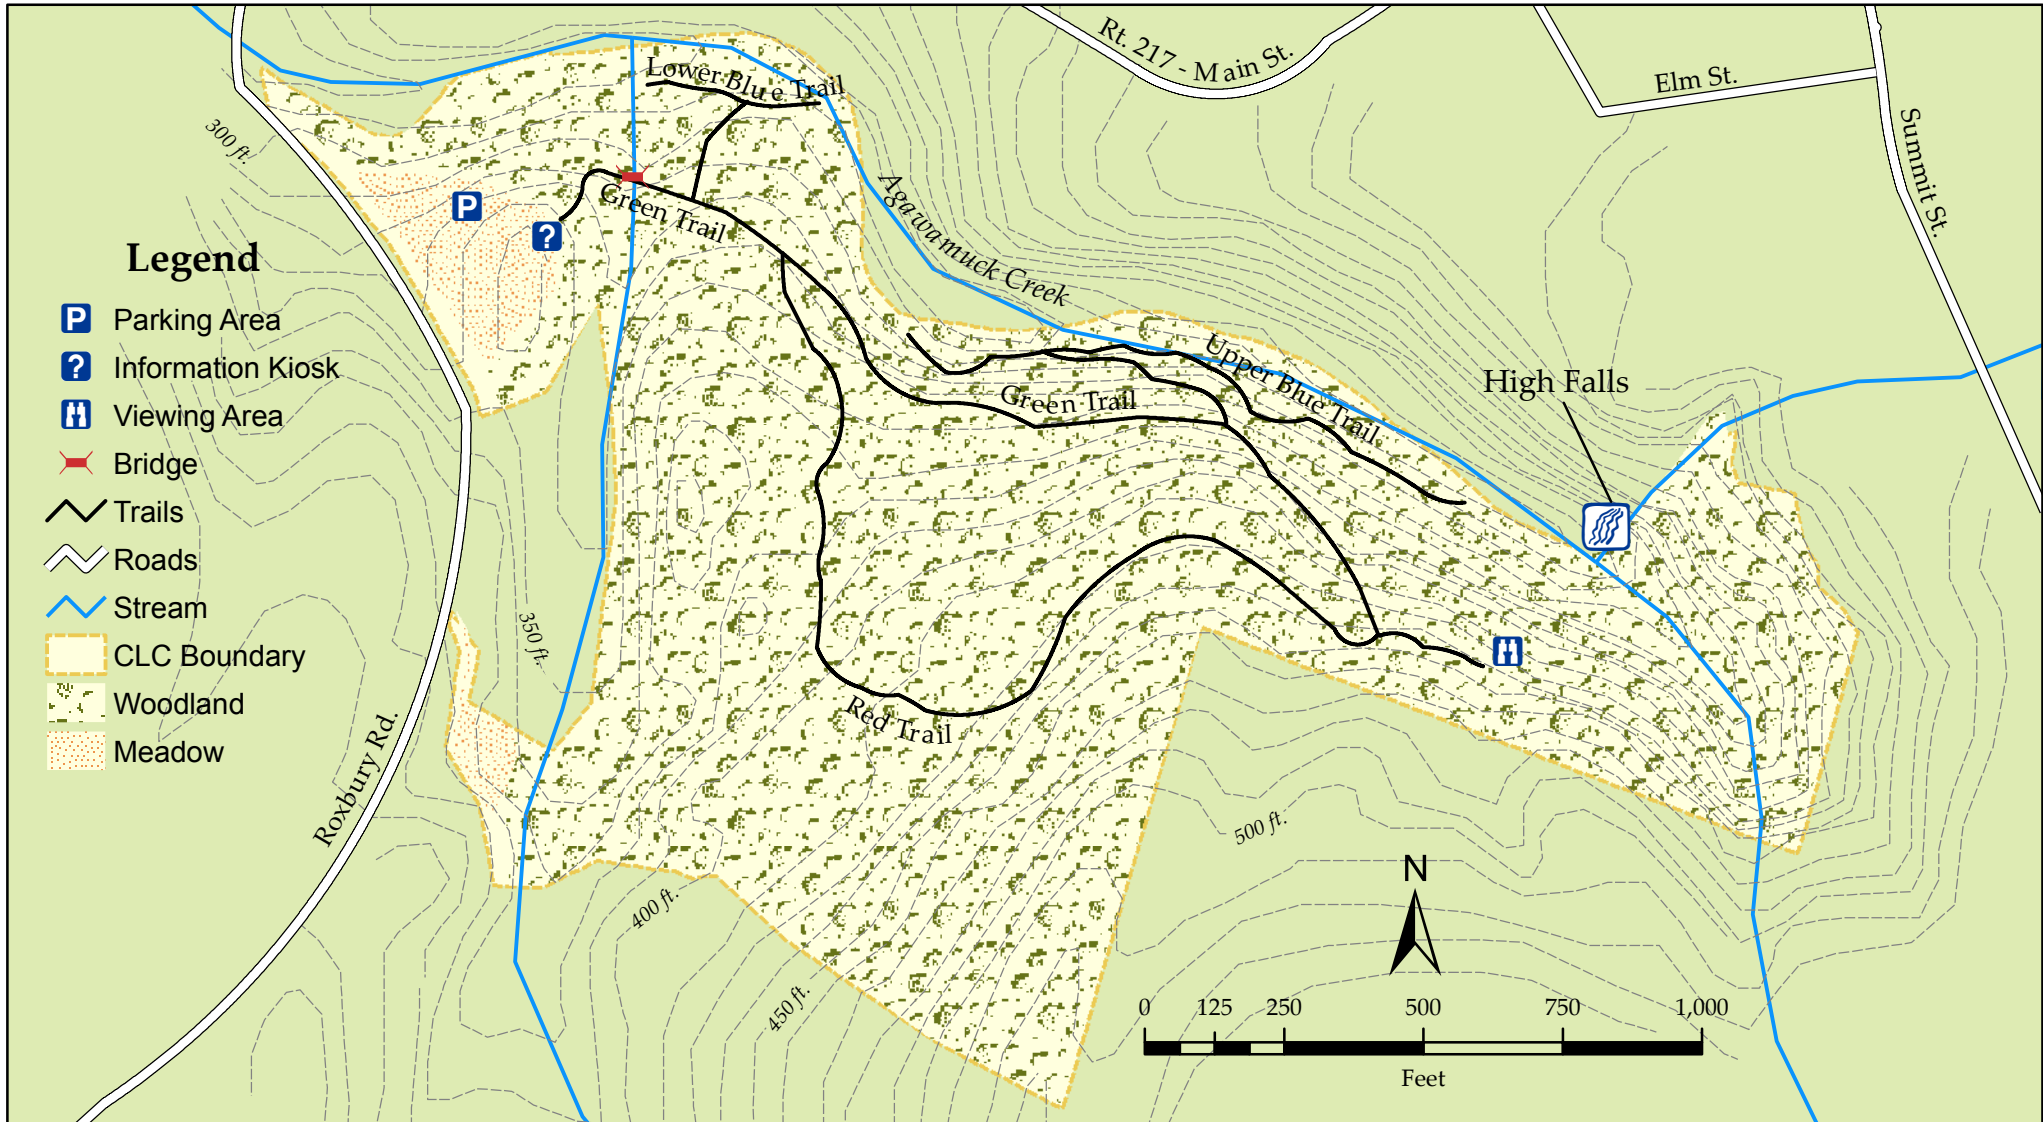 Rt. 217 - Main St.
Elm St.
Summit St.
Lower Blue Trail
300 ft.
P
?
Green Trail
Agawamuck Creek
Legend
P Parking Area
? Information Kiosk
Viewing Area
Bridge
Trails
Roads
Stream
CLC Boundary
Woodland
Meadow
Upper Blue Trail
Green Trail
High Falls
350 ft.
Red Trail
Roxbury Rd.
500 ft.
400 ft.
450 ft.
N
0 125 250 500 750 1,000
Feet